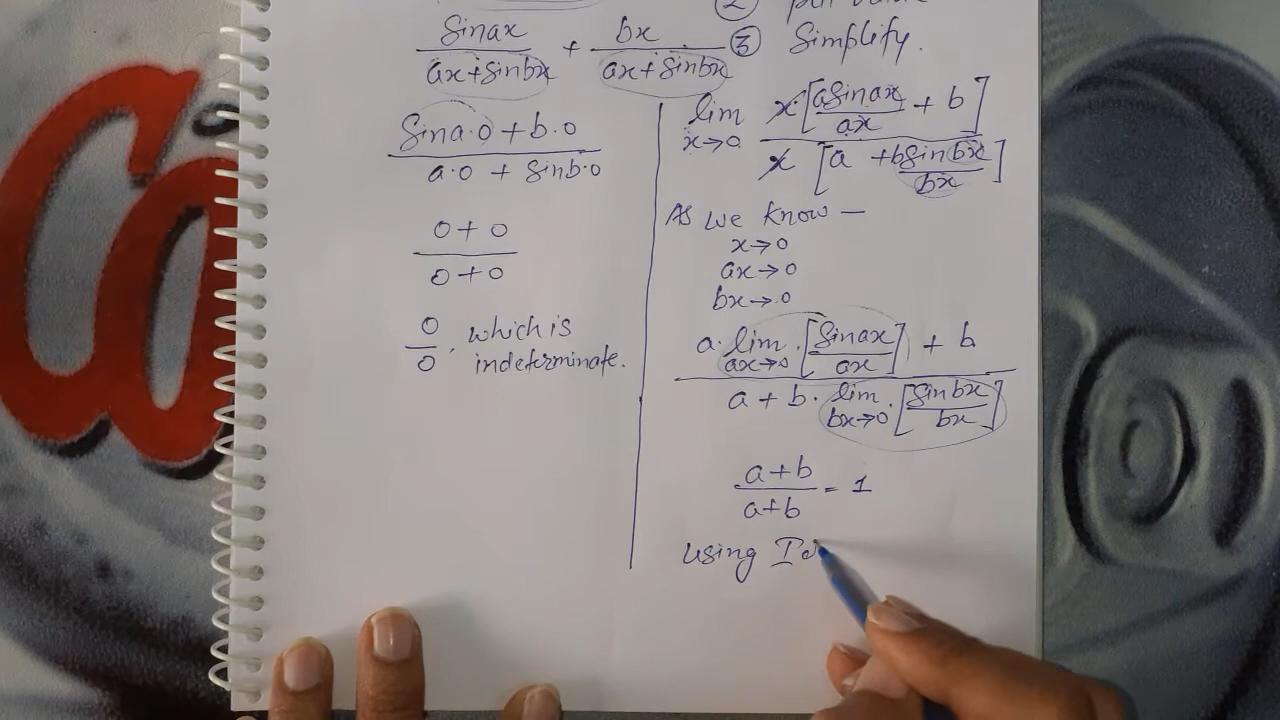 ② put value
sinax/ax+sinbx + bx/ax+sinbx
③ Simplify.
sina·0 + b·0/a·0 + sinb·0
0 + 0/0 + 0
0/0, which is
indeterminate.
lim x→0 x·[asinax/ax + b]/x [a + bsinbx/bx]
As we know —
x→0
ax→0
bx→0
a·lim ax→0 ·[sinax/ax] + b
a + b· lim bx→0 ·[sinbx/bx]
a+b/a+b = 1
using Id